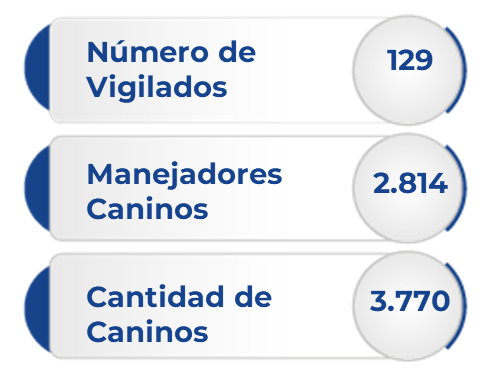 Número de
Vigilados
129
Manejadores
Caninos
2.814
Cantidad de
Caninos
3.770